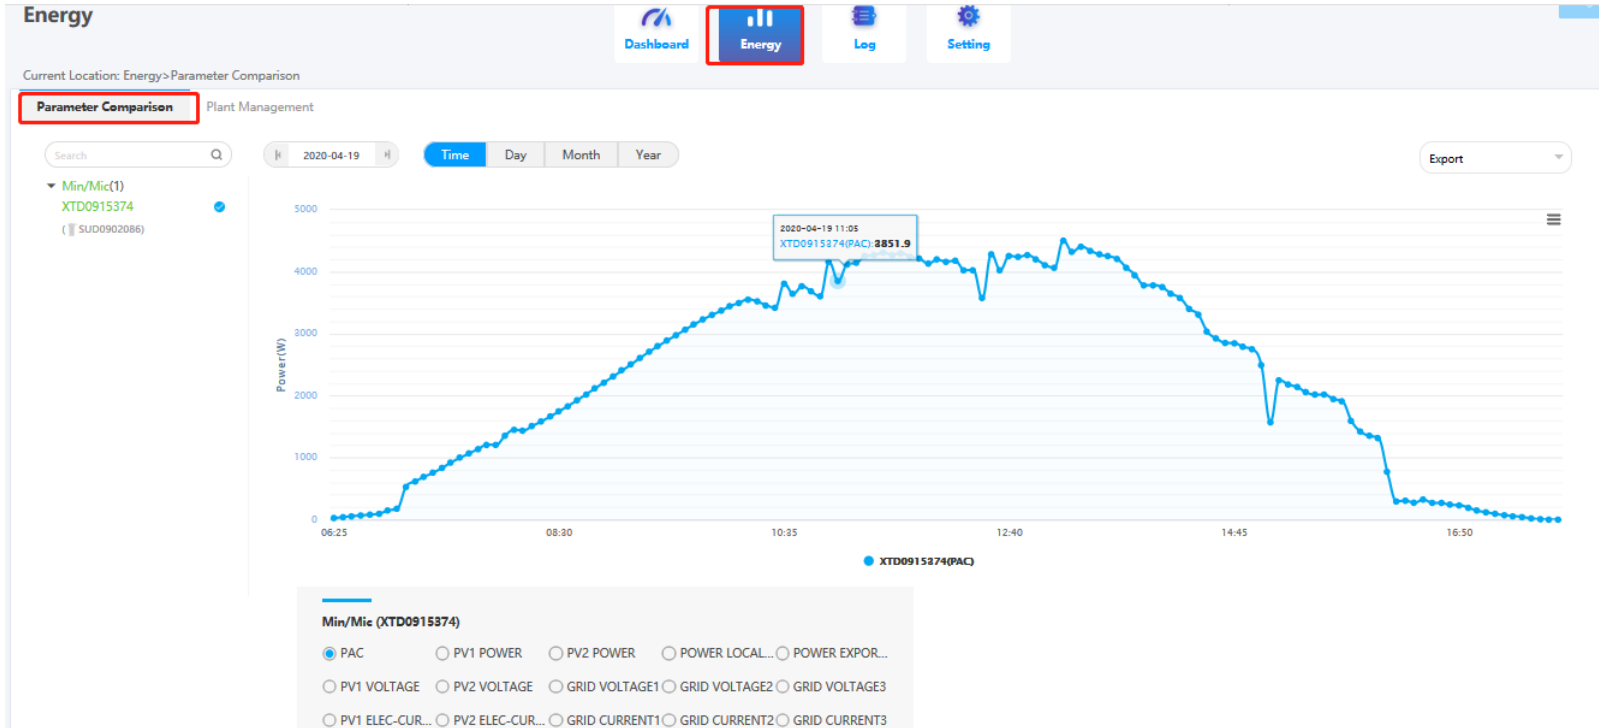 Energy
Dashboard
Energy
Log
Setting
Current Location: Energy>Parameter Comparison
Parameter Comparison
Plant Management
Search
2020-04-19
Time
Day
Month
Year
Export
Min/Mic(1)
XTD0915374
( SUD0902086)
Power(W)
5000
4000
3000
2000
1000
0
2020-04-19 11:05
XTD0915374(PAC):3851.9
06:25
08:30
10:35
12:40
14:45
16:50
XTD0915374(PAC)
Min/Mic (XTD0915374)
PAC
PV1 POWER
PV2 POWER
POWER LOCAL...
POWER EXPOR...
PV1 VOLTAGE
PV2 VOLTAGE
GRID VOLTAGE1
GRID VOLTAGE2
GRID VOLTAGE3
PV1 ELEC-CUR...
PV2 ELEC-CUR...
GRID CURRENT1
GRID CURRENT2
GRID CURRENT3